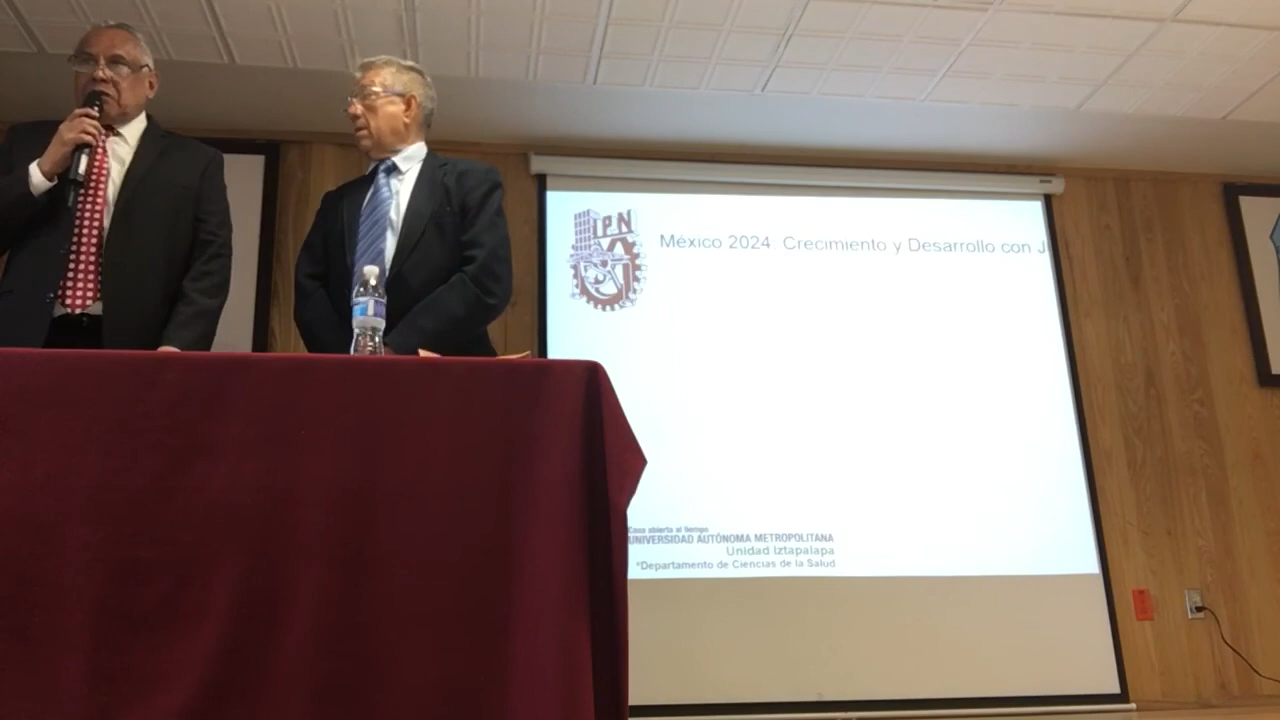 IPN
México 2024: Crecimiento y Desarrollo con J
Casa abierta al tiempo
UNIVERSIDAD AUTÓNOMA METROPOLITANA
Unidad Iztapalapa
*Departamento de Ciencias de la Salud